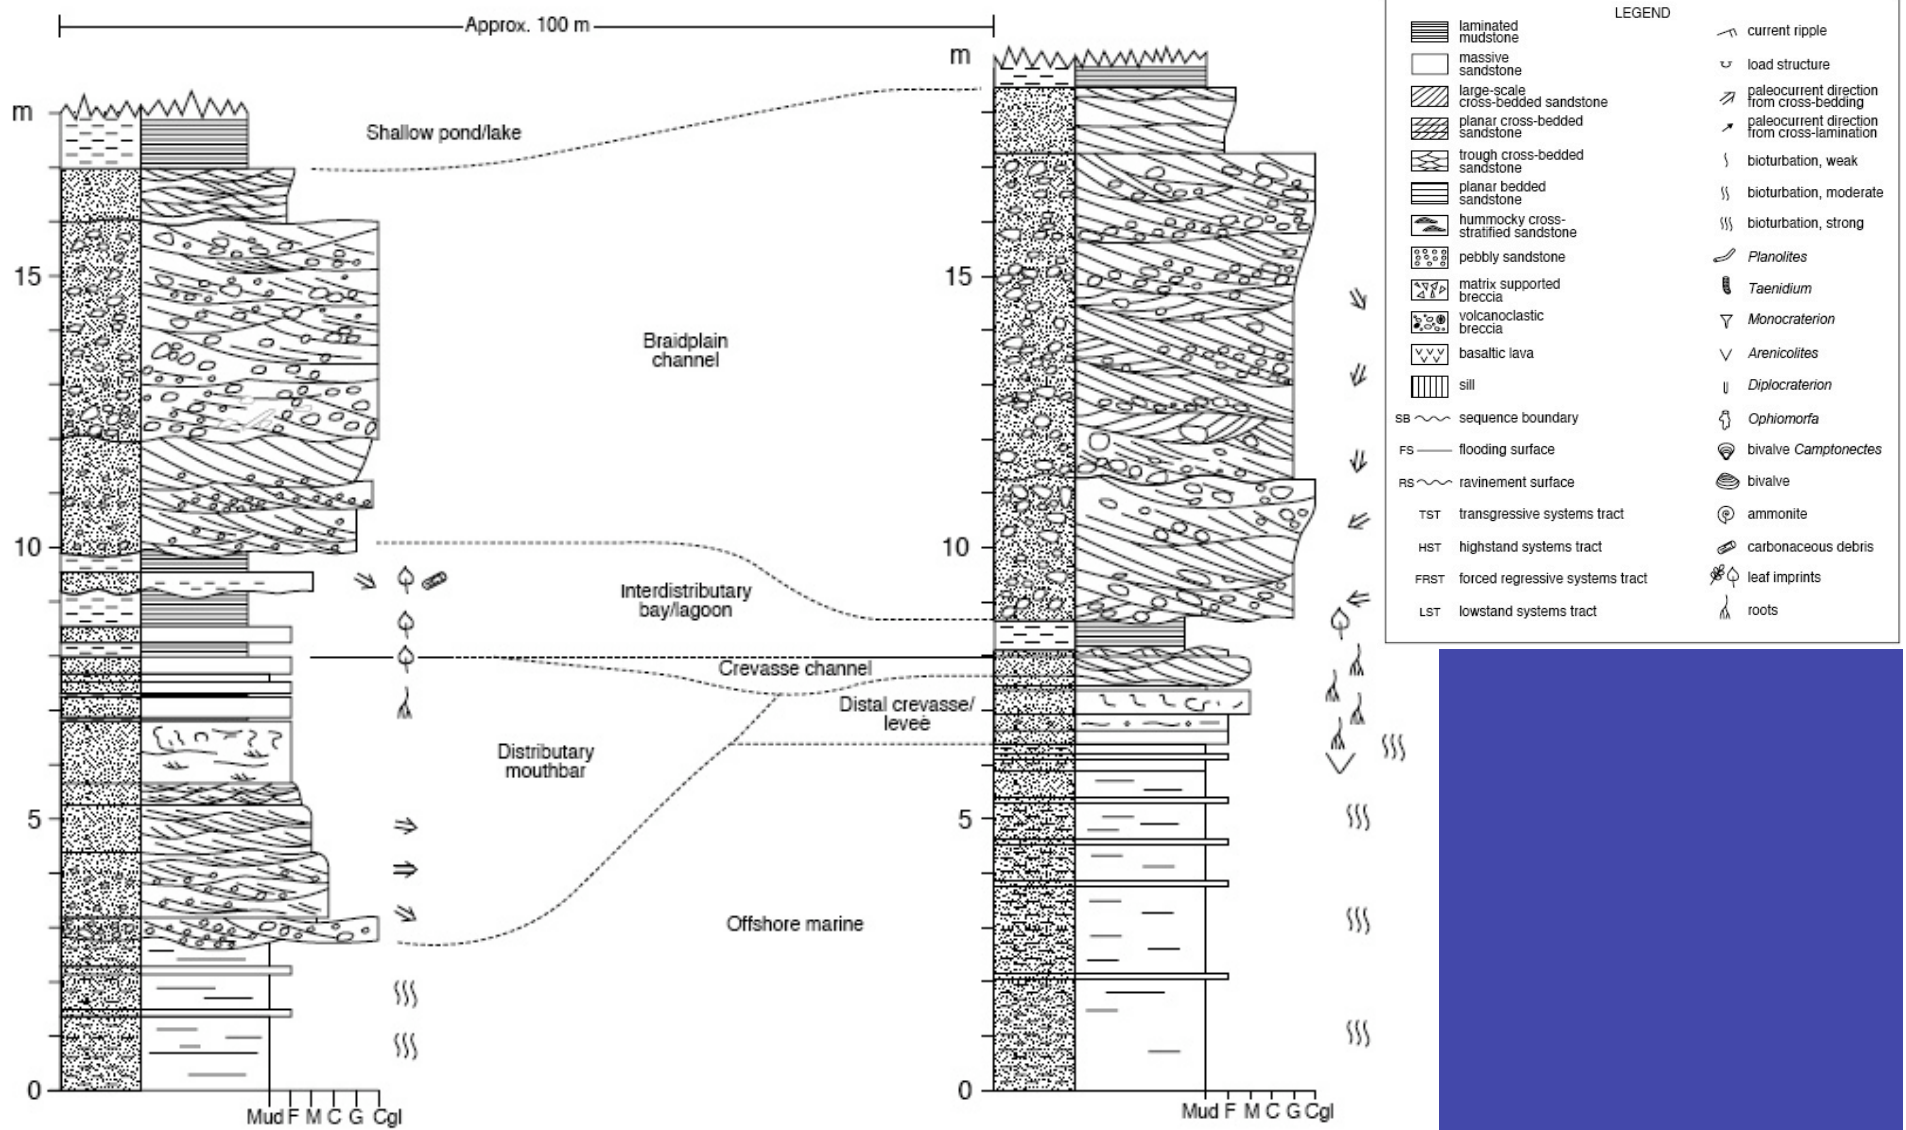 Approx. 100 m
m
15
10
5
0
Mud F M C G Cgl
Shallow pond/lake
Braidplain
channel
Interdistributary
bay/lagoon
Crevasse channel
Distal crevasse/
leveè
Distributary
mouthbar
Offshore marine
m
15
10
5
0
Mud F M C G Cgl
LEGEND
laminated
mudstone
massive
sandstone
large-scale
cross-bedded sandstone
planar cross-bedded
sandstone
trough cross-bedded
sandstone
planar bedded
sandstone
hummocky cross-
stratified sandstone
pebbly sandstone
matrix supported
breccia
volcanoclastic
breccia
basaltic lava
sill
SB sequence boundary
FS flooding surface
RS ravinement surface
TST transgressive systems tract
HST highstand systems tract
FRST forced regressive systems tract
LST lowstand systems tract
current ripple
load structure
paleocurrent direction
from cross-bedding
paleocurrent direction
from cross-lamination
bioturbation, weak
bioturbation, moderate
bioturbation, strong
Planolites
Taenidium
Monocraterion
Arenicolites
Diplocraterion
Ophiomorfa
bivalve Camptonectes
bivalve
ammonite
carbonaceous debris
leaf imprints
roots